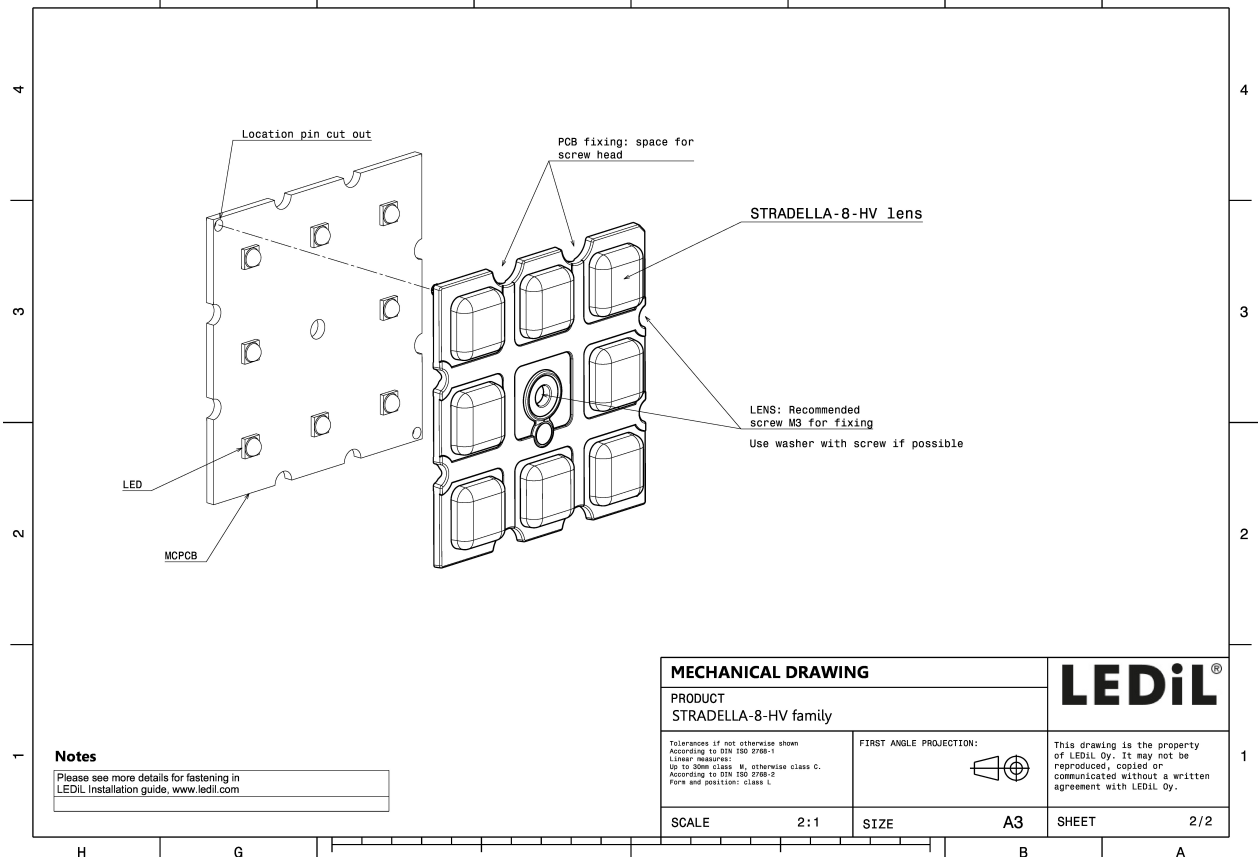 4
4
Location pin cut out
PCB fixing: space for
screw head
STRADELLA-8-HV lens
3
3
LENS: Recommended
screw M3 for fixing
Use washer with screw if possible
LED
2
2
MCPCB
MECHANICAL DRAWING
LEDiL®
PRODUCT
STRADELLA-8-HV family
Tolerances if not otherwise shown
According to DIN ISO 2768-1
Linear measures:
Up to 30mm class M, otherwise class C.
According to DIN ISO 2768-2
Form and position: class L
FIRST ANGLE PROJECTION:
This drawing is the property
of LEDiL Oy. It may not be
reproduced, copied or
communicated without a written
agreement with LEDiL Oy.
1
1
Notes
Please see more details for fastening in
LEDiL Installation guide, www.ledil.com
SCALE 2:1
SIZE A3
SHEET 2/2
H G B A